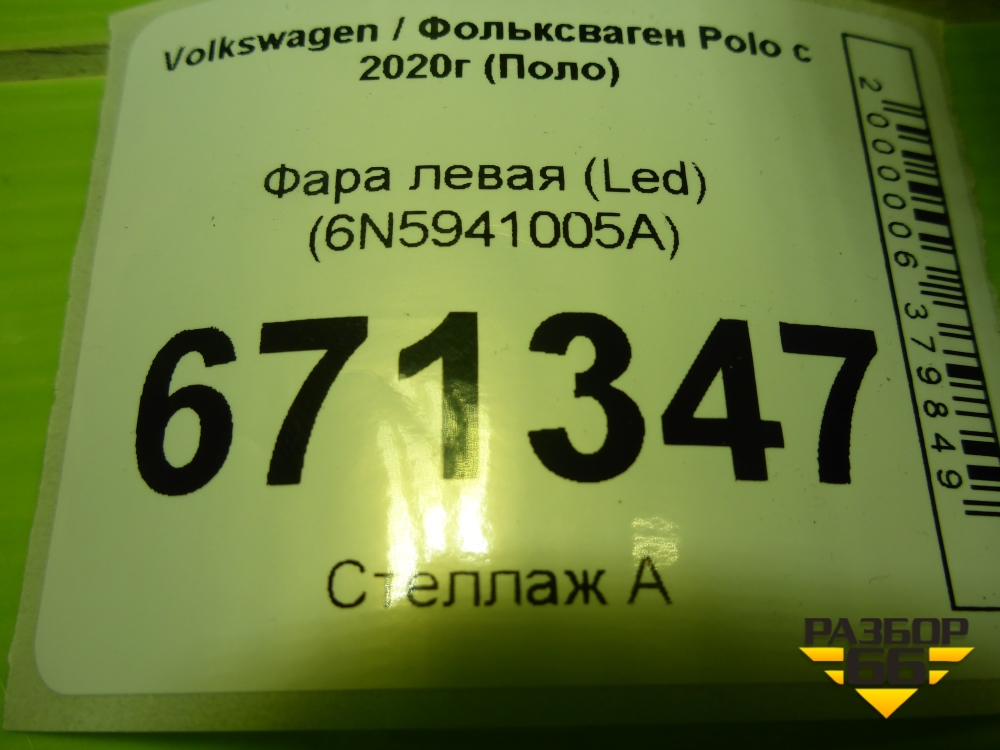 Volkswagen / Фольксваген Polo с
2020г (Поло)
Фара левая (Led)
(6N5941005A)
671347
Стеллаж А
2000006379849
РАЗБОР
66